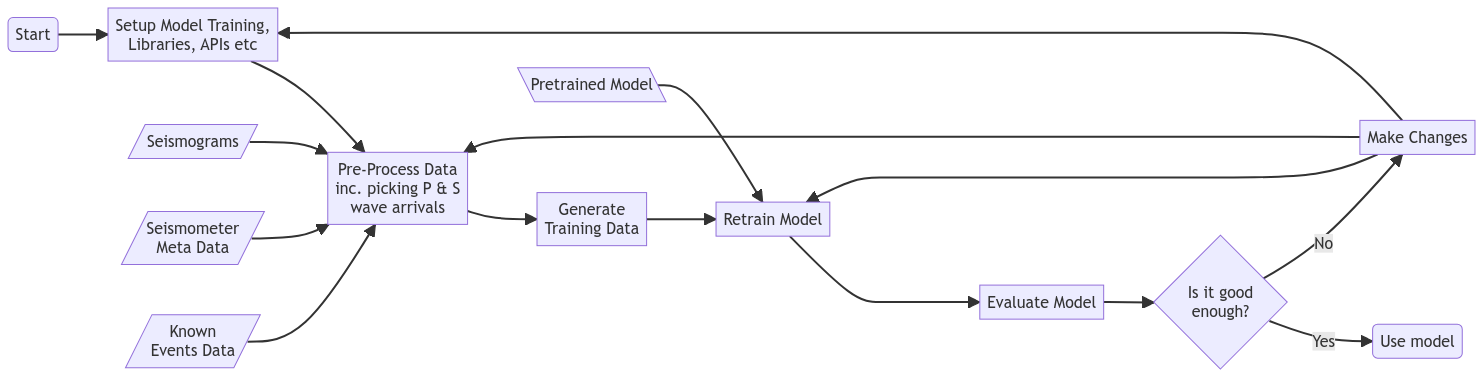 Start
Setup Model Training,
Libraries, APIs etc
Pretrained Model
Seismograms
Make Changes
Pre-Process Data
inc. picking P & S
wave arrivals
Seismometer
Meta Data
Generate
Training Data
Retrain Model
No
Evaluate Model
Is it good
enough?
Known
Events Data
Yes
Use model